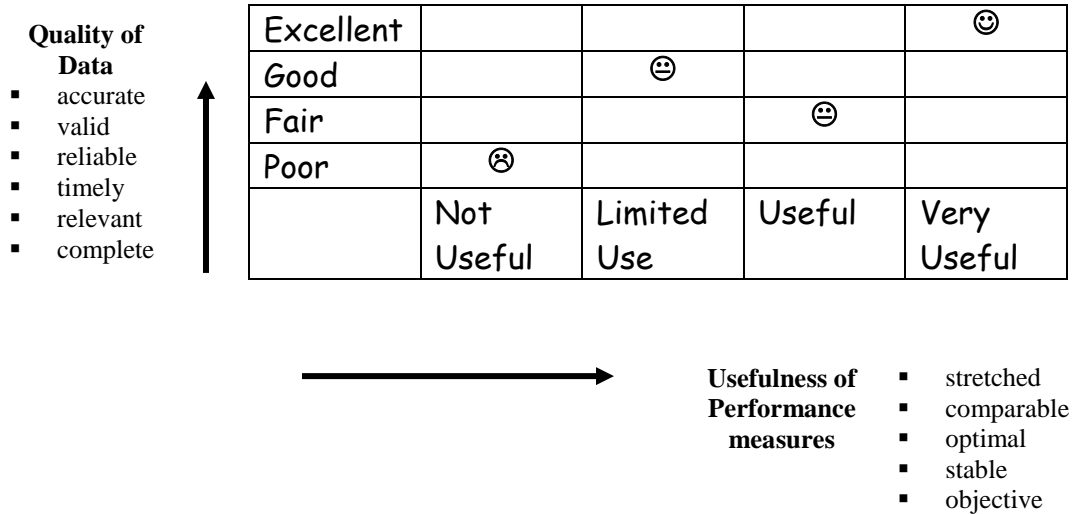 Quality of
Data
▪ accurate
▪ valid
▪ reliable
▪ timely
▪ relevant
▪ complete
Excellent ☺
Good 😐
Fair 😐
Poor ☹
Not Limited Useful Very
Useful Use Useful
Usefulness of
Performance
measures
▪ stretched
▪ comparable
▪ optimal
▪ stable
▪ objective